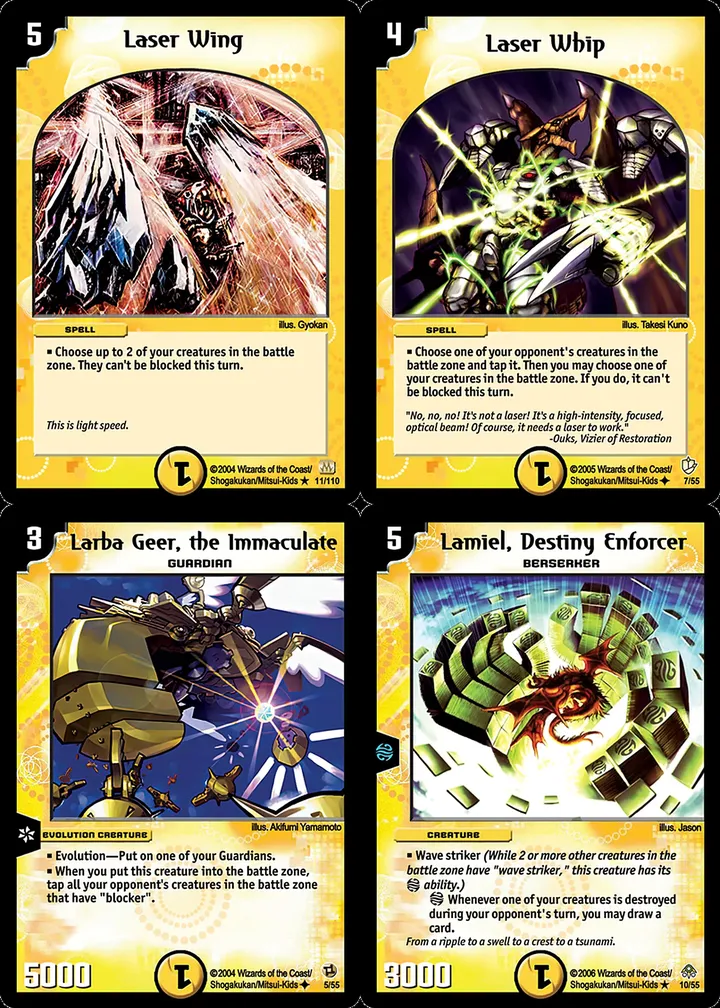 5
Laser Wing
illus. Gyokan
SPELL
▪ Choose up to 2 of your creatures in the battle
zone. They can't be blocked this turn.
This is light speed.
1
©2004 Wizards of the Coast/
Shogakukan/Mitsui-Kids ★ 11/110
4
Laser Whip
illus. Takesi Kuno
SPELL
▪ Choose one of your opponent's creatures in the
battle zone and tap it. Then you may choose one of
your creatures in the battle zone. If you do, it can't
be blocked this turn.
"No, no, no! It's not a laser! It's a high-intensity, focused,
optical beam! Of course, it needs a laser to work."
-Ouks, Vizier of Restoration
1
©2005 Wizards of the Coast/
Shogakukan/Mitsui-Kids ✦ 7/55
3
Larba Geer, the Immaculate
GUARDIAN
illus. Akifumi Yamamoto
EVOLUTION CREATURE
▪ Evolution—Put on one of your Guardians.
▪ When you put this creature into the battle zone,
tap all your opponent's creatures in the battle zone
that have "blocker".
5000
1
©2004 Wizards of the Coast/
Shogakukan/Mitsui-Kids ✦ 5/55
5
Lamiel, Destiny Enforcer
BERSERKER
illus. Jason
CREATURE
▪ Wave striker (While 2 or more other creatures in the
battle zone have "wave striker," this creature has its
ability.)
Whenever one of your creatures is destroyed
during your opponent's turn, you may draw a
card.
From a ripple to a swell to a crest to a tsunami.
3000
1
©2006 Wizards of the Coast/
Shogakukan/Mitsui-Kids ★ 10/55